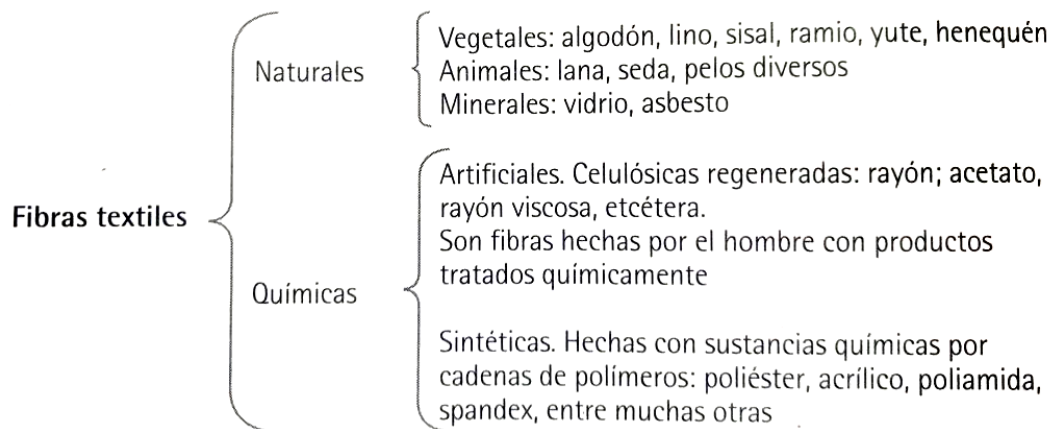 Fibras textiles
Naturales
Vegetales: algodón, lino, sisal, ramio, yute, henequén
Animales: lana, seda, pelos diversos
Minerales: vidrio, asbesto
Químicas
Artificiales. Celulósicas regeneradas: rayón; acetato,
rayón viscosa, etcétera.
Son fibras hechas por el hombre con productos
tratados químicamente
Sintéticas. Hechas con sustancias químicas por
cadenas de polímeros: poliéster, acrílico, poliamida,
spandex, entre muchas otras